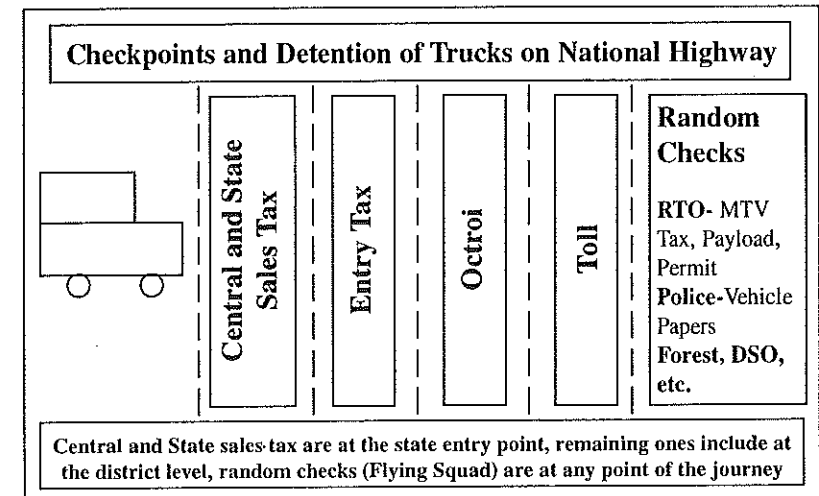 Checkpoints and Detention of Trucks on National Highway
Central and State
Sales Tax
Entry Tax
Octroi
Toll
Random
Checks
RTO- MTV
Tax, Payload,
Permit
Police-Vehicle
Papers
Forest, DSO,
etc.
Central and State sales-tax are at the state entry point, remaining ones include at
the district level, random checks (Flying Squad) are at any point of the journey